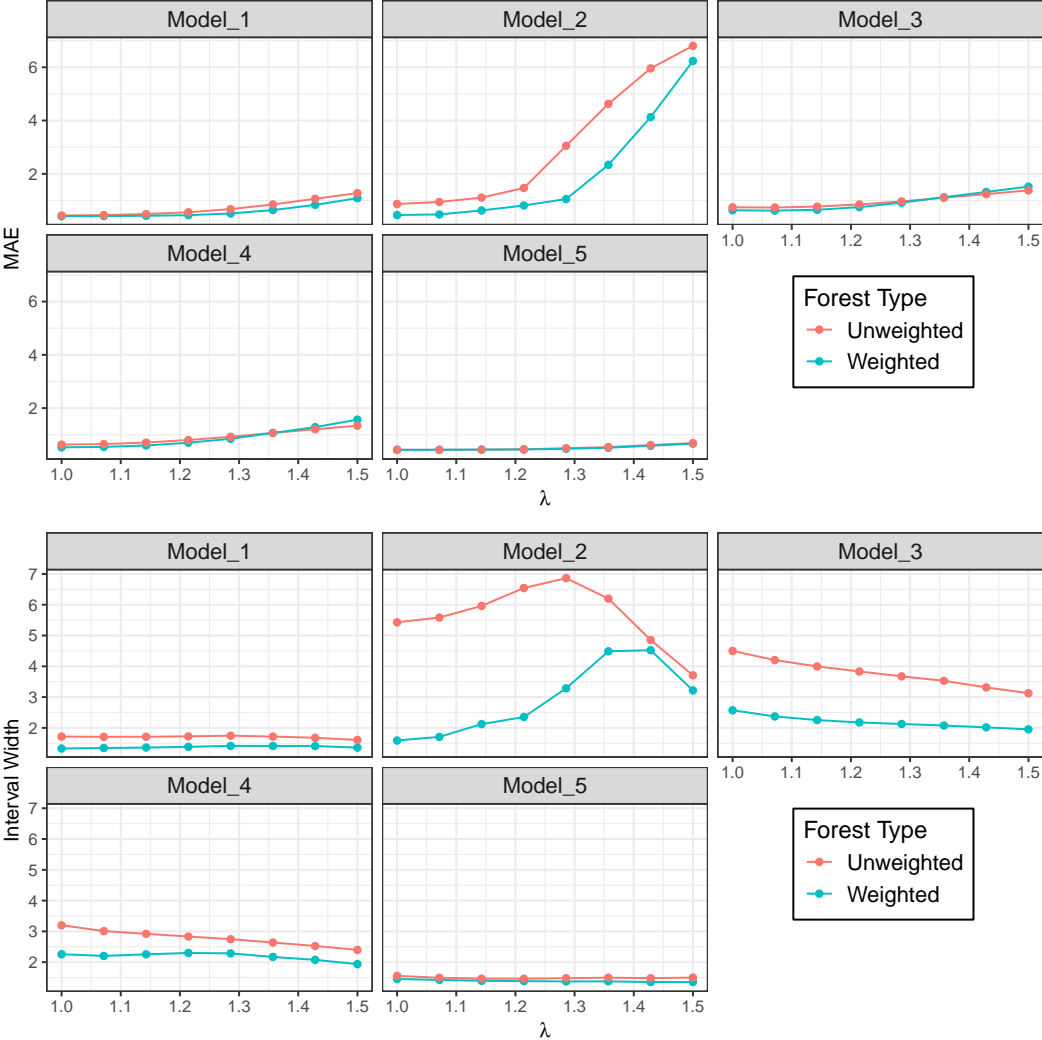 Model_1
Model_2
Model_3
6
4
2
1.0 1.1 1.2 1.3 1.4 1.5
MAE
Model_4
Model_5
6
4
2
1.0 1.1 1.2 1.3 1.4 1.5
1.0 1.1 1.2 1.3 1.4 1.5
λ
Forest Type
Unweighted
Weighted
Model_1
Model_2
Model_3
7
6
5
4
3
2
1.0 1.1 1.2 1.3 1.4 1.5
Interval Width
Model_4
Model_5
7
6
5
4
3
2
1.0 1.1 1.2 1.3 1.4 1.5
1.0 1.1 1.2 1.3 1.4 1.5
λ
Forest Type
Unweighted
Weighted